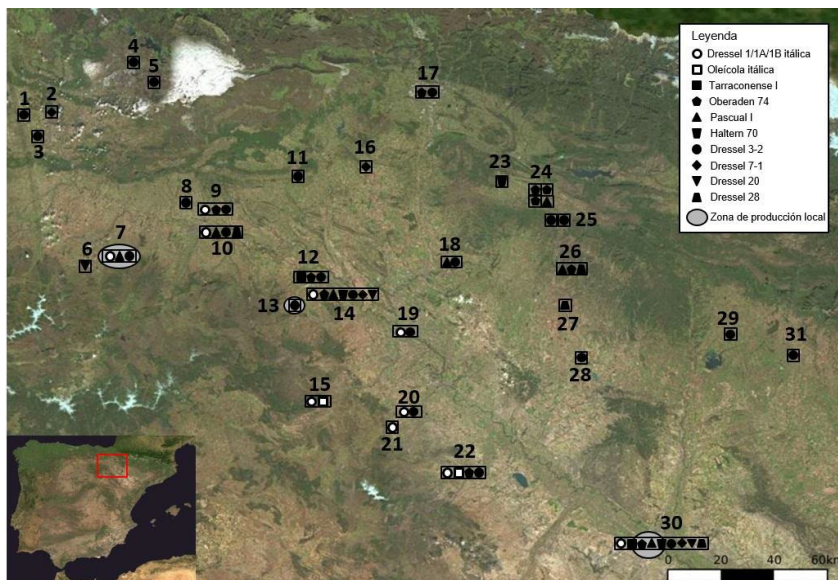 Leyenda
Dressel 1/1A/1B itálica
Oleícola itálica
Tarraconense I
Oberaden 74
Pascual I
Haltern 70
Dressel 3-2
Dressel 7-1
Dressel 20
Dressel 28
Zona de producción local
4
5
17
1
2
3
16
11
23
24
8
9
25
10
7
6
18
26
12
13
14
27
19
29
31
28
15
20
21
22
30
0
20
40
60km